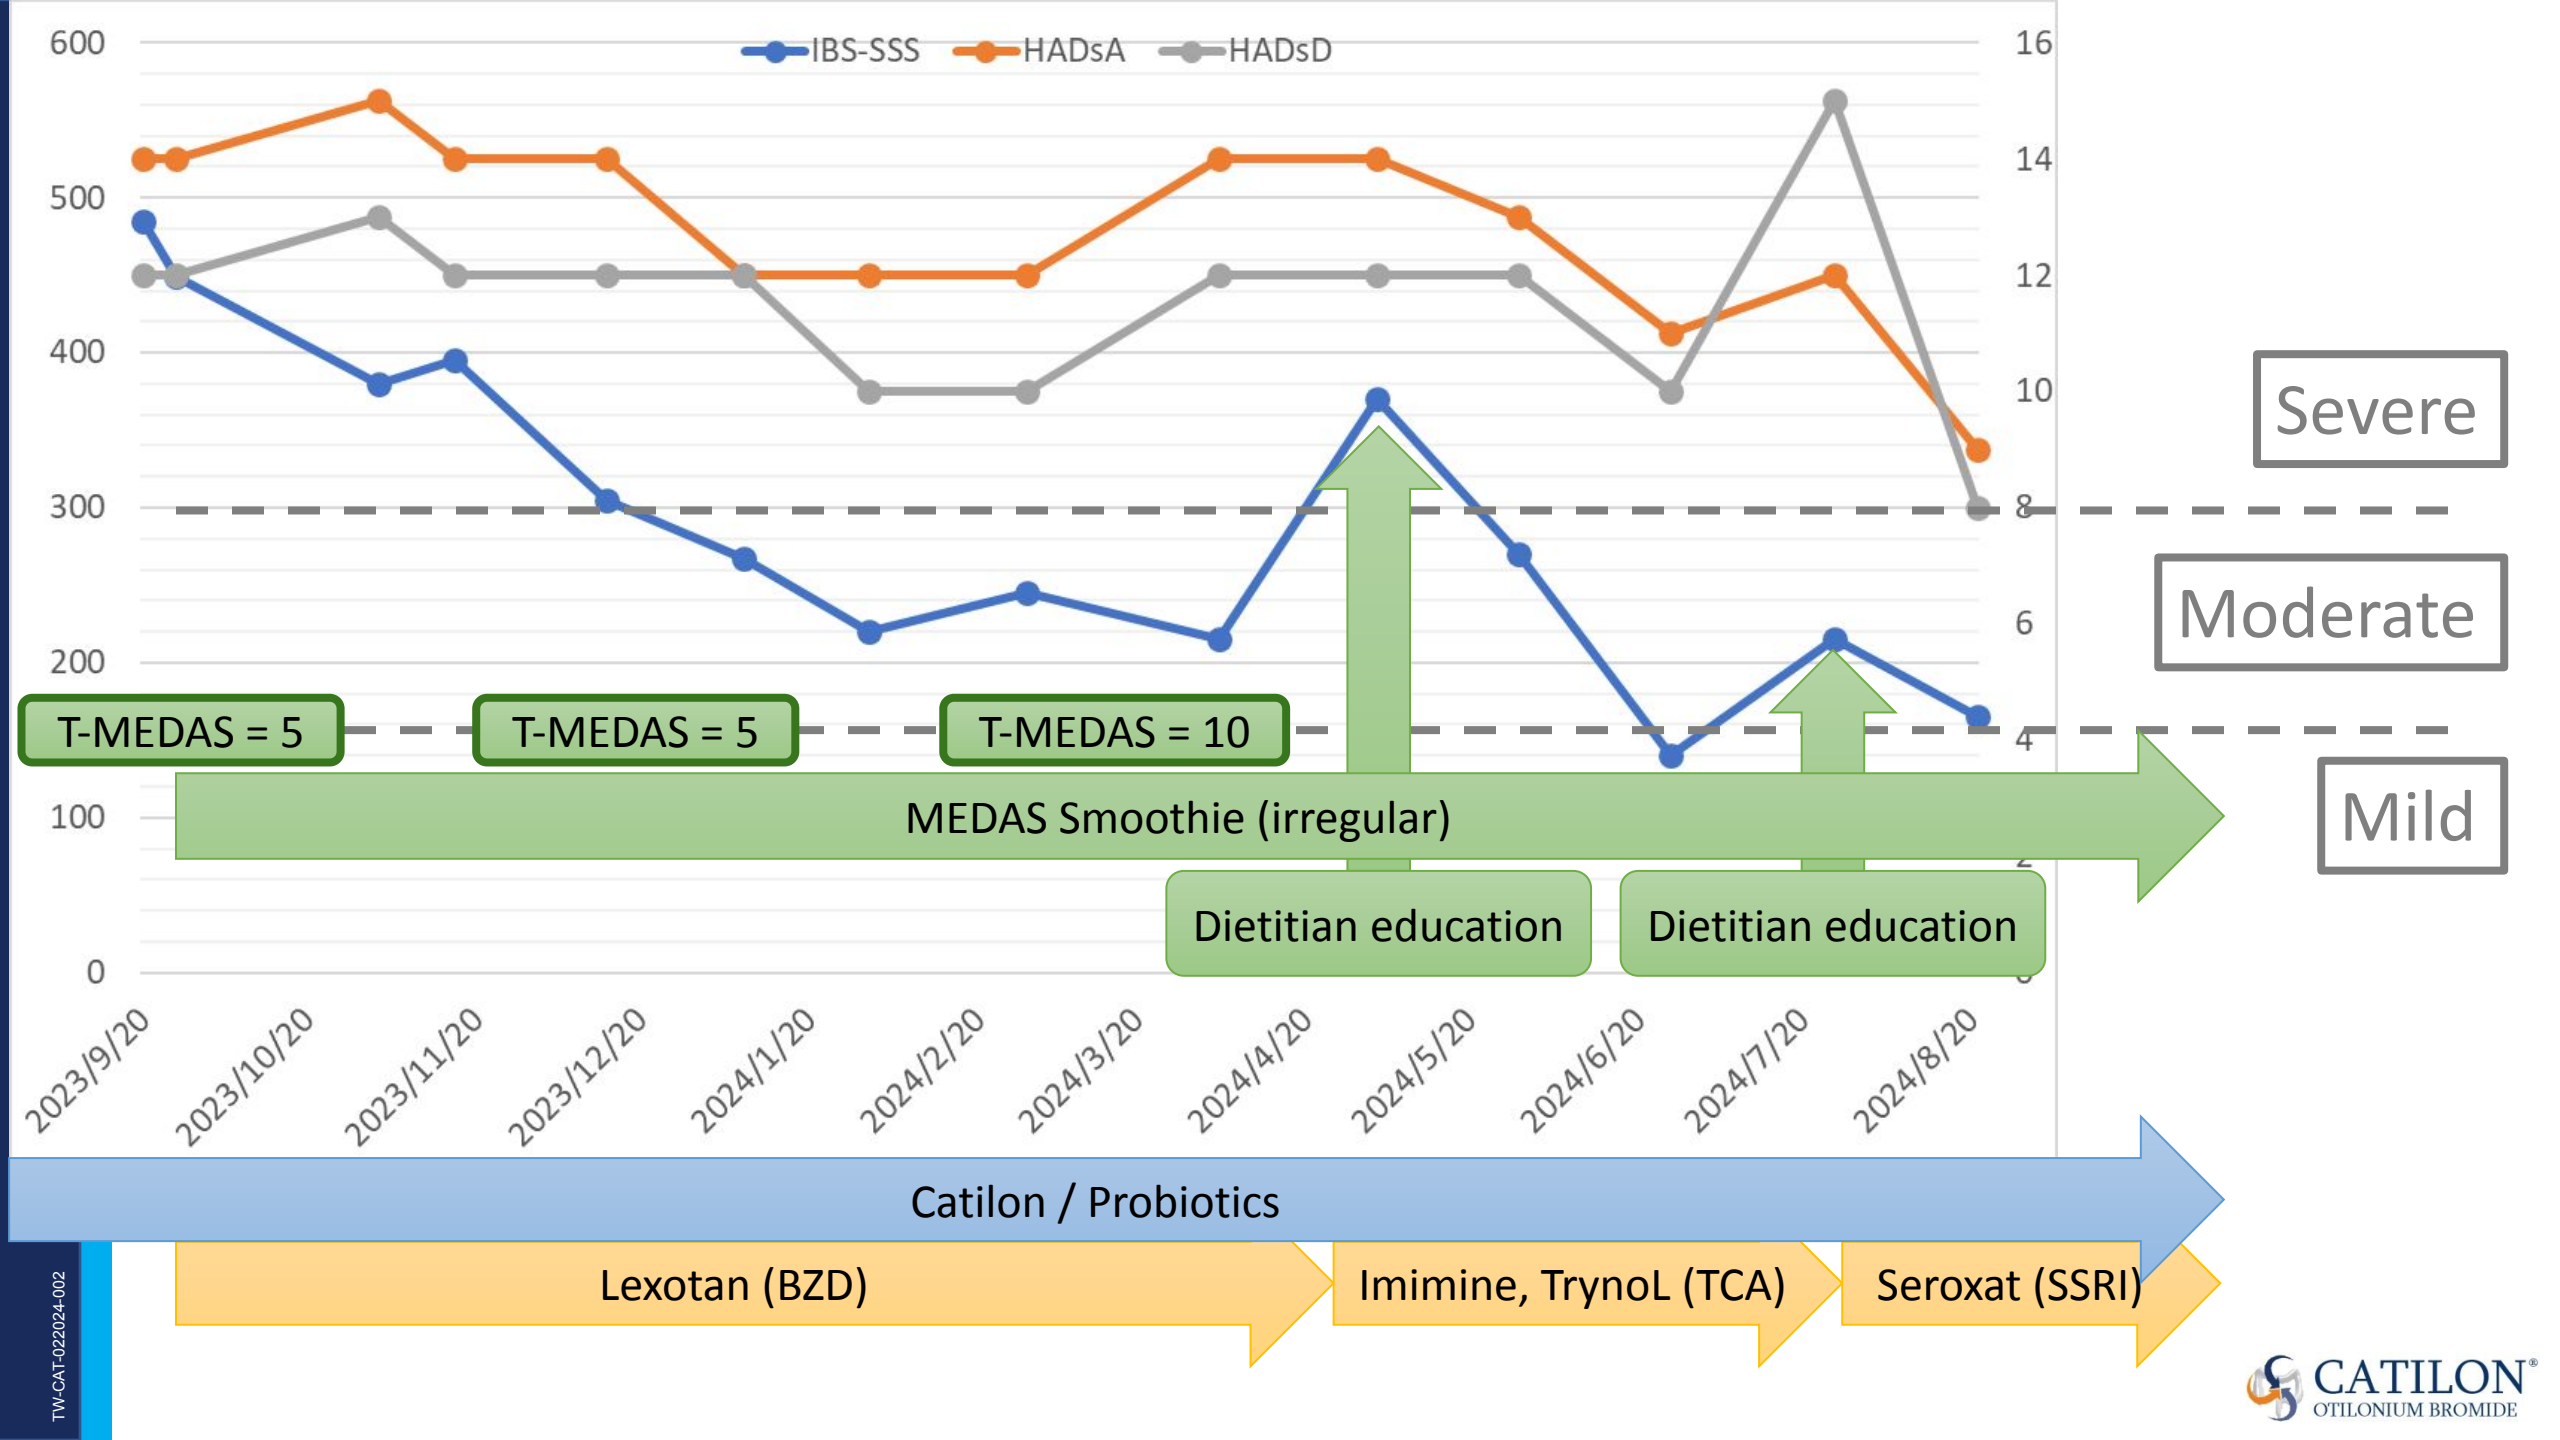 IBS-SSS HADsA HADsD
600
500
400
300
200
100
0
16
14
12
10
8
6
4
2
0
Severe
Moderate
Mild
T-MEDAS = 5
T-MEDAS = 5
T-MEDAS = 10
MEDAS Smoothie (irregular)
Dietitian education
Dietitian education
2023/9/20
2023/10/20
2023/11/20
2023/12/20
2024/1/20
2024/2/20
2024/3/20
2024/4/20
2024/5/20
2024/6/20
2024/7/20
2024/8/20
Catilon / Probiotics
Lexotan (BZD)
Imimine, TrynoL (TCA)
Seroxat (SSRI)
TW-CAT-022024-002
CATILON®
OTILONIUM BROMIDE